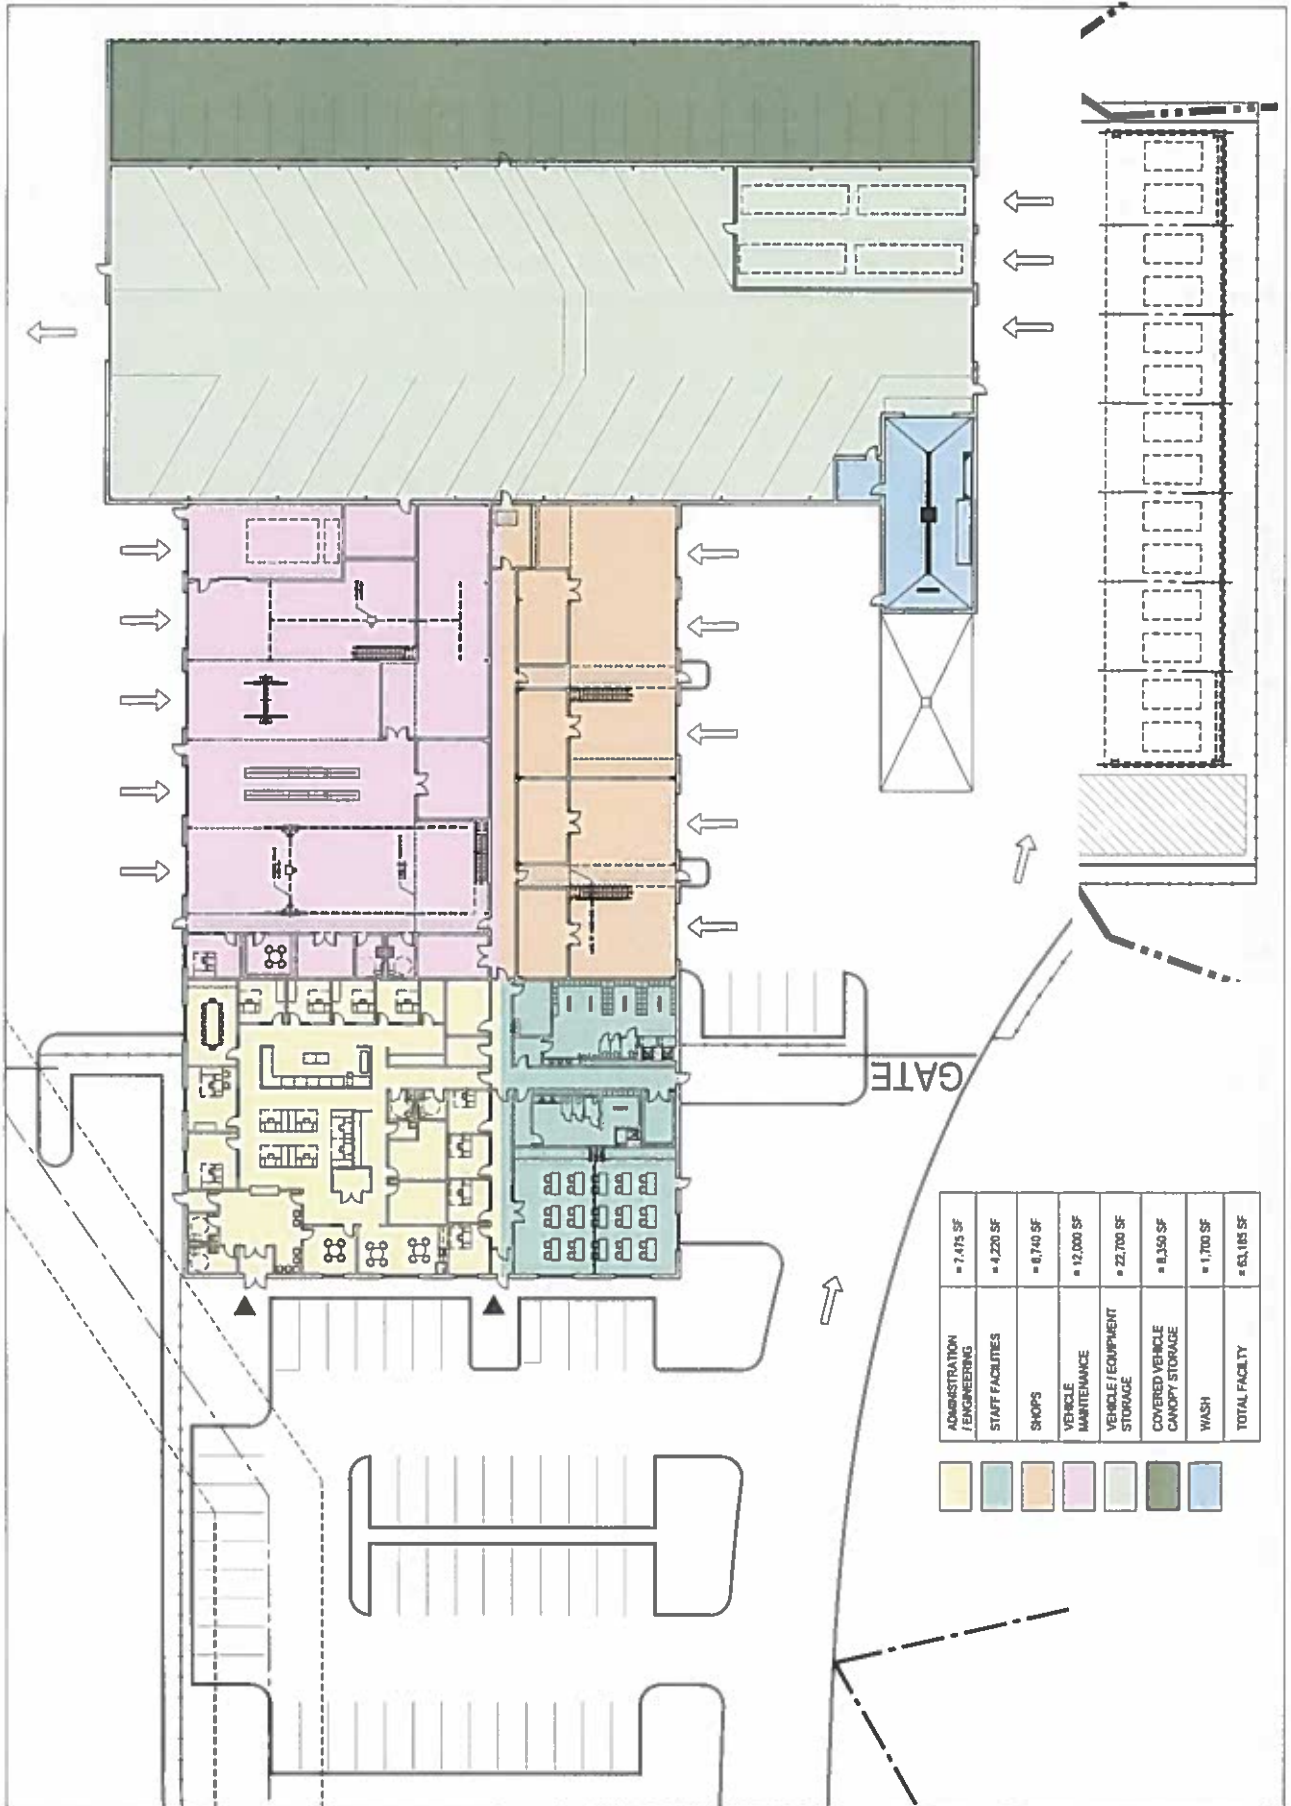 GATE
ADMINISTRATION
/ ENGINEERING
= 7,475 SF
STAFF FACILITIES
= 4,220 SF
SHOPS
= 8,740 SF
VEHICLE
MAINTENANCE
= 12,000 SF
VEHICLE / EQUIPMENT
STORAGE
= 22,700 SF
COVERED VEHICLE
CANOPY STORAGE
= 8,350 SF
WASH
= 1,700 SF
TOTAL FACILTY
= 63,185 SF